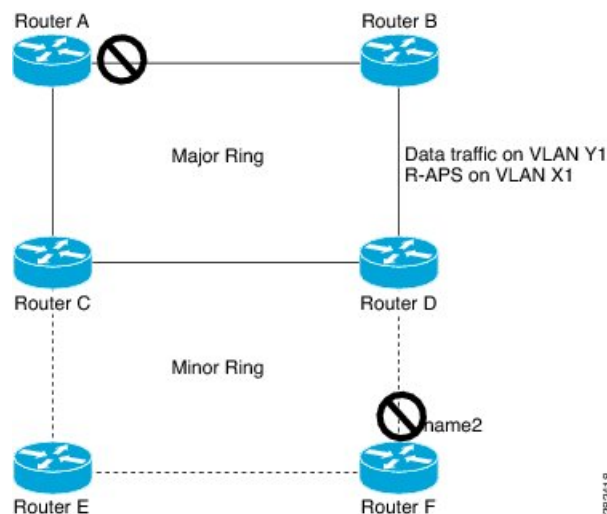 Router A
Router B
Major Ring
Data traffic on VLAN Y1
R-APS on VLAN X1
Router C
Router D
Minor Ring
name2
Router E
Router F